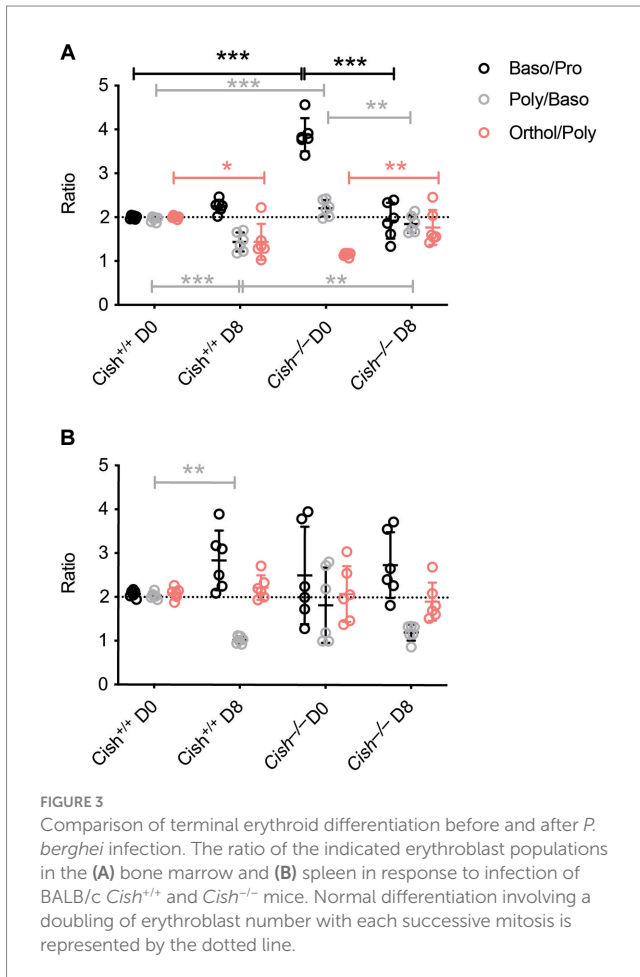 A
*** ***
*** **
* **
*** **
5
4
3
2
1
0
Ratio
Cish+/+ D0
Cish+/+ D8
Cish−/− D0
Cish−/− D8
Baso/Pro
Poly/Baso
Orthol/Poly
B
**
5
4
3
2
1
0
Ratio
Cish+/+ D0
Cish+/+ D8
Cish−/− D0
Cish−/− D8
FIGURE 3
Comparison of terminal erythroid differentiation before and after P.
berghei infection. The ratio of the indicated erythroblast populations
in the (A) bone marrow and (B) spleen in response to infection of
BALB/c Cish+/+ and Cish−/− mice. Normal differentiation involving a
doubling of erythroblast number with each successive mitosis is
represented by the dotted line.